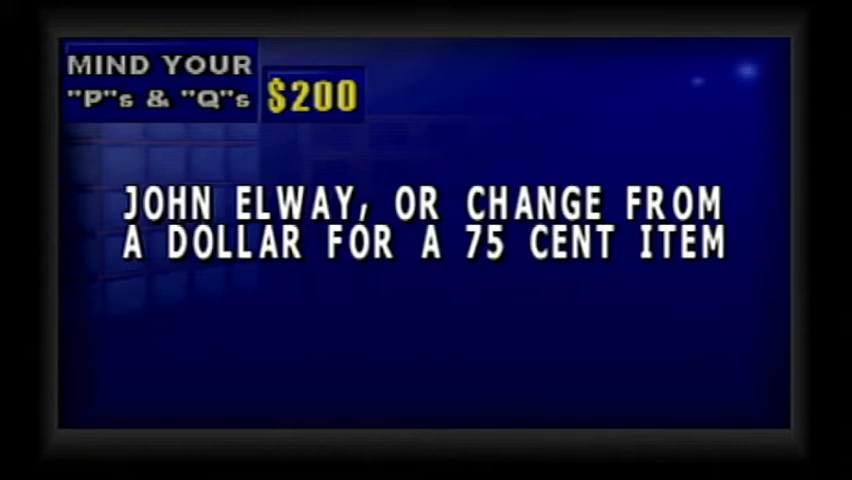 MIND YOUR
"P"s & "Q"s
$200
JOHN ELWAY, OR CHANGE FROM
A DOLLAR FOR A 75 CENT ITEM